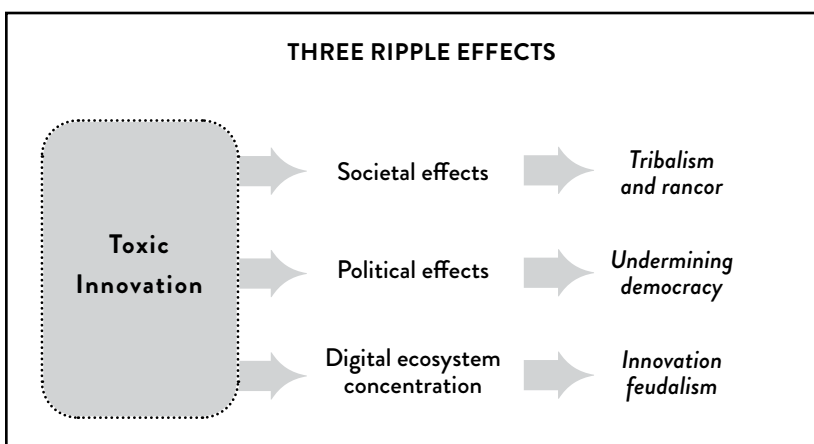 THREE RIPPLE EFFECTS
Toxic
Innovation
Societal effects
Tribalism
and rancor
Political effects
Undermining
democracy
Digital ecosystem
concentration
Innovation
feudalism